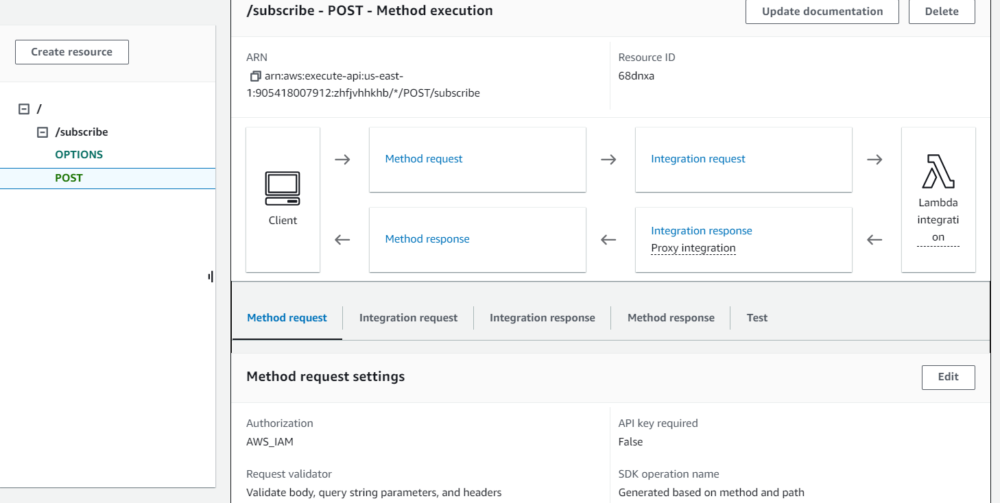 /subscribe - POST - Method execution
Update documentation
Delete
Create resource
/
/subscribe
OPTIONS
POST
ARN
arn:aws:execute-api:us-east-
1:905418007912:zhfjvhhkhb/*/POST/subscribe
Resource ID
68dnxa
Client
Method request
Integration request
Method response
Integration response
Proxy integration
Lambda
integrati
on
Method request
Integration request
Integration response
Method response
Test
Method request settings
Edit
Authorization
AWS_IAM
API key required
False
Request validator
Validate body, query string parameters, and headers
SDK operation name
Generated based on method and path